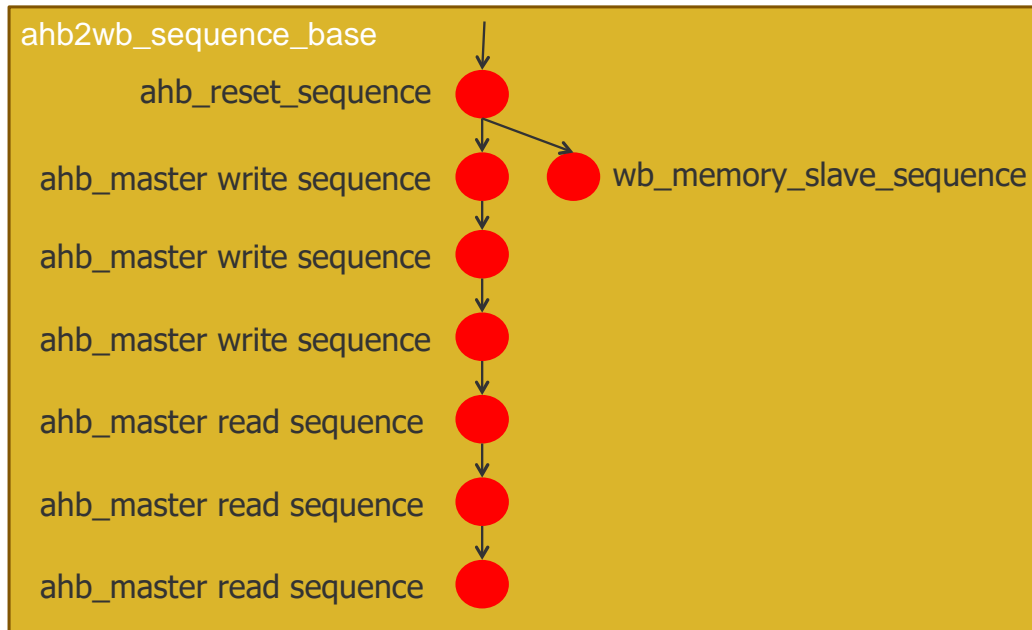 ahb2wb_sequence_base
ahb_reset_sequence
ahb_master write sequence
wb_memory_slave_sequence
ahb_master write sequence
ahb_master write sequence
ahb_master read sequence
ahb_master read sequence
ahb_master read sequence